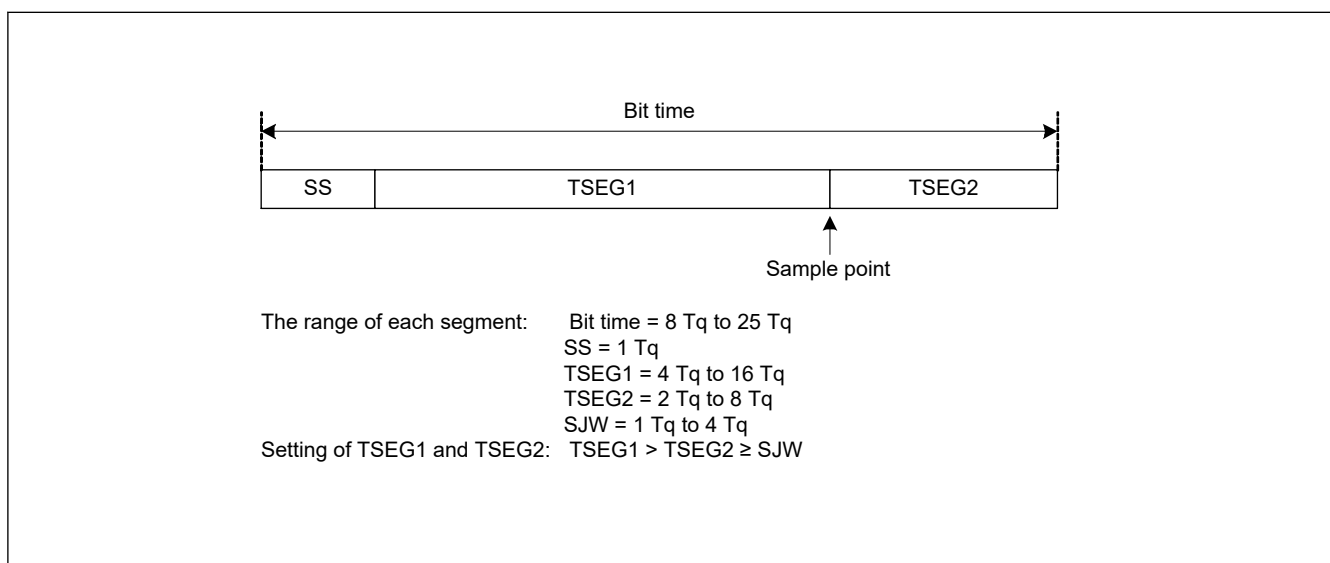 Bit time
SS TSEG1 TSEG2
Sample point
The range of each segment: Bit time = 8 Tq to 25 Tq
SS = 1 Tq
TSEG1 = 4 Tq to 16 Tq
TSEG2 = 2 Tq to 8 Tq
SJW = 1 Tq to 4 Tq
Setting of TSEG1 and TSEG2: TSEG1 > TSEG2 ≥ SJW